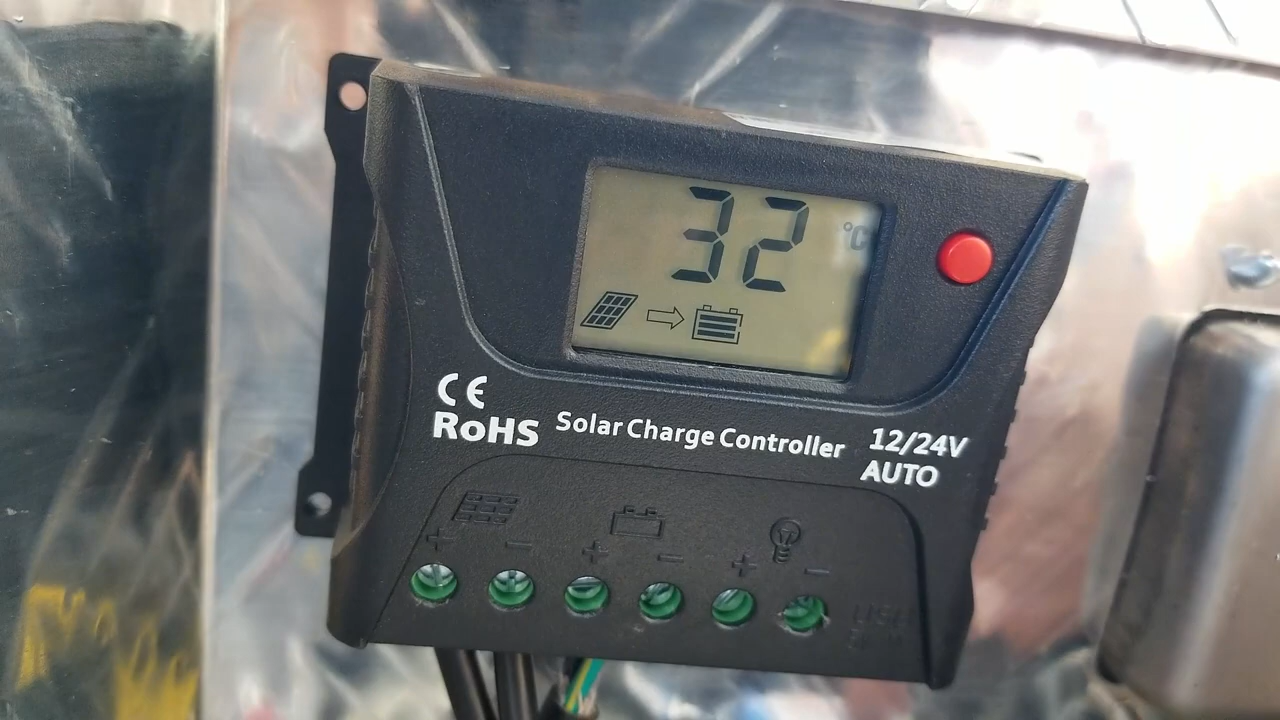 32 °C
CE
RoHS
Solar Charge Controller
12/24V
AUTO
+ − + − + −